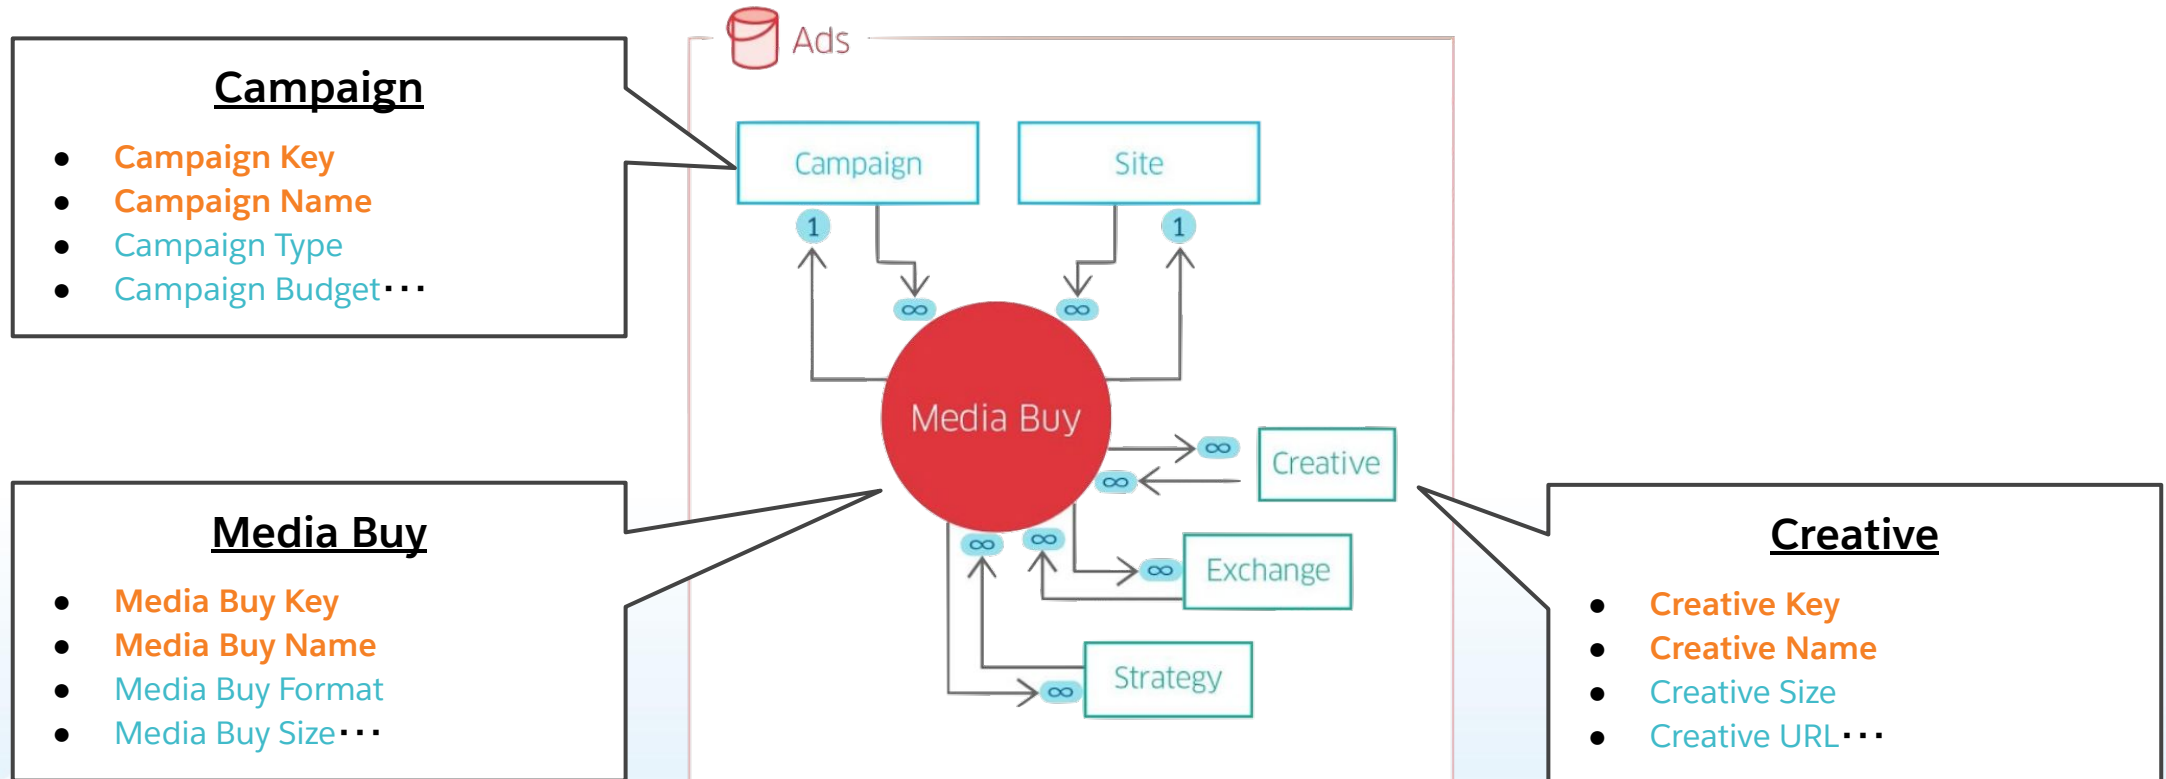 Ads
Campaign
● Campaign Key
● Campaign Name
● Campaign Type
● Campaign Budget･･･
Campaign
Site
1
1
∞
∞
Media Buy
∞
Creative
∞
∞
∞
∞
Exchange
∞
Strategy
Media Buy
● Media Buy Key
● Media Buy Name
● Media Buy Format
● Media Buy Size･･･
Creative
● Creative Key
● Creative Name
● Creative Size
● Creative URL･･･